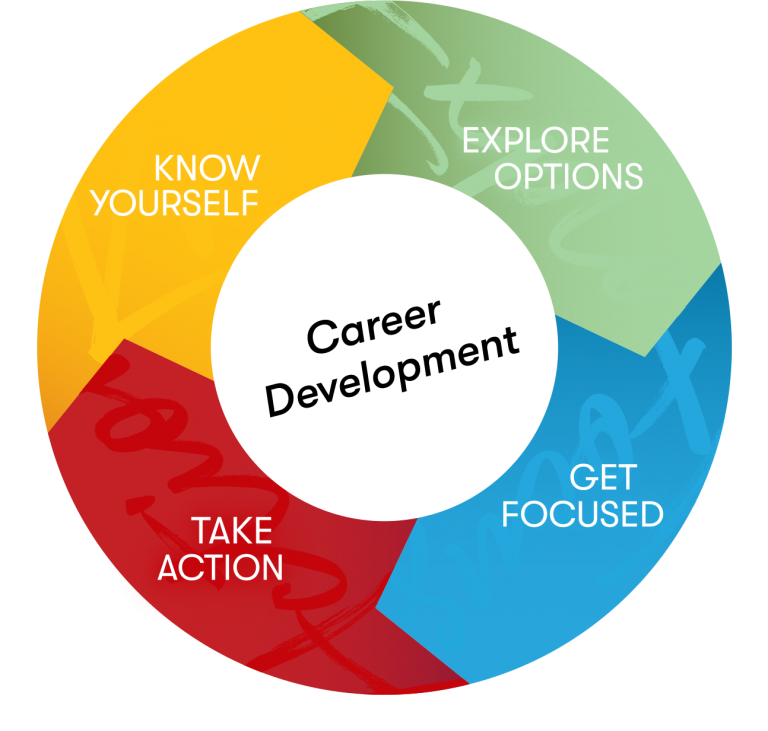 KNOW
YOURSELF
EXPLORE
OPTIONS
Career
Development
GET
FOCUSED
TAKE
ACTION